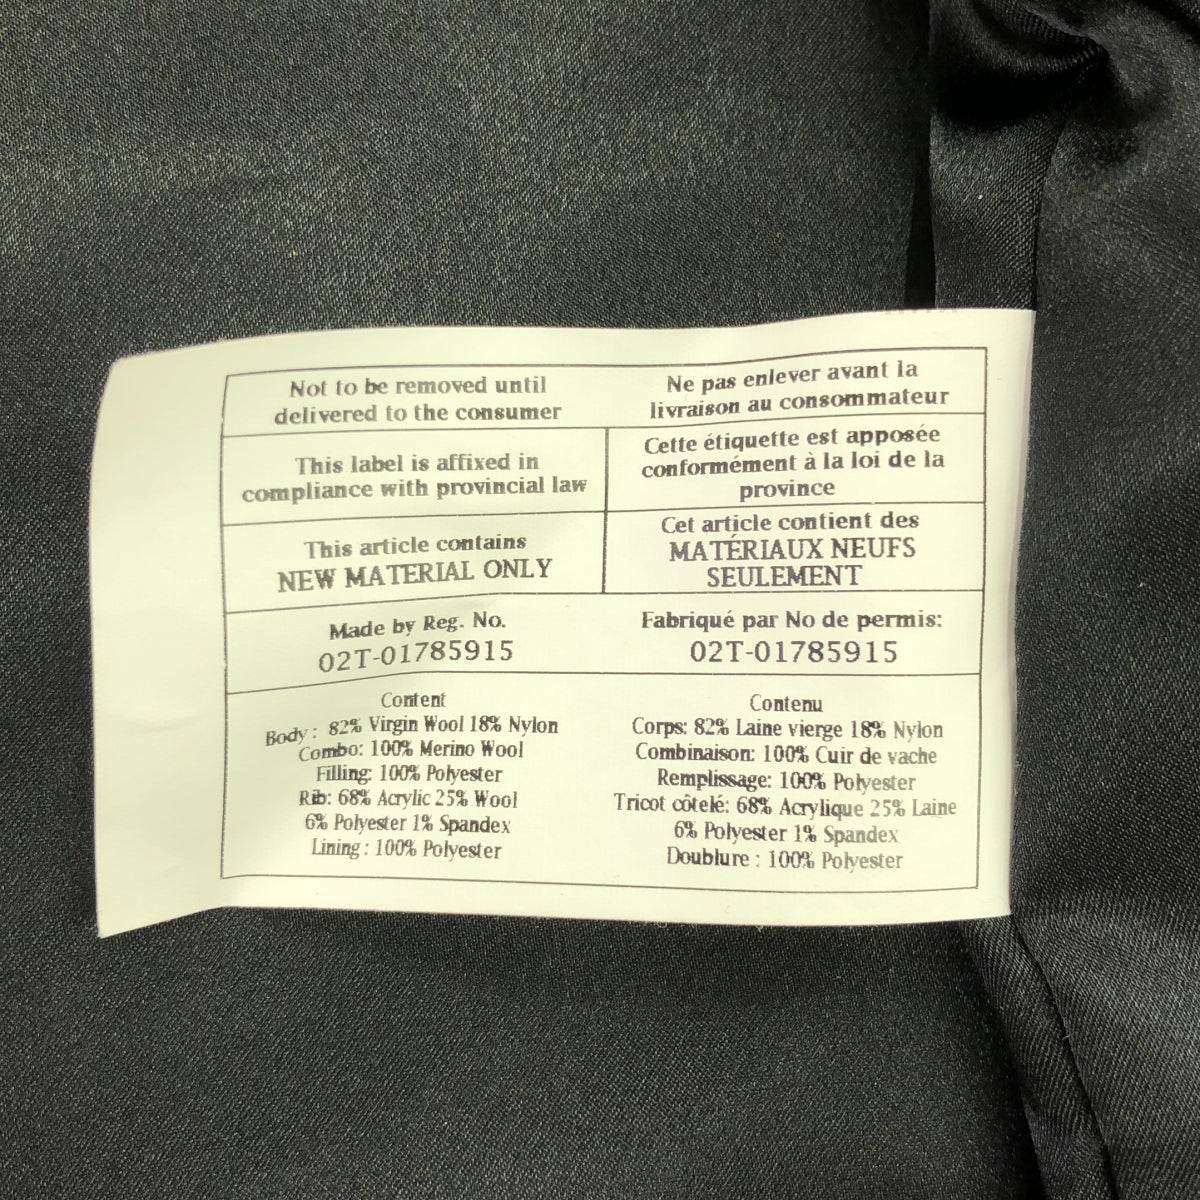 Not to be removed until
delivered to the consumer
Ne pas enlever avant la
livraison au consommateur
This label is affixed in
compliance with provincial law
Cette étiquette est apposée
conformément à la loi de la
province
This article contains
NEW MATERIAL ONLY
Cet article contient des
MATÉRIAUX NEUFS
SEULEMENT
Made by Reg. No.
02T-01785915
Fabriqué par No de permis:
02T-01785915
Content
Body : 82% Virgin Wool 18% Nylon
Combo: 100% Merino Wool
Filling: 100% Polyester
Rib: 68% Acrylic 25% Wool
6% Polyester 1% Spandex
Lining : 100% Polyester
Contenu
Corps: 82% Laine vierge 18% Nylon
Combinaison: 100% Cuir de vache
Remplissage: 100% Polyester
Tricot côtelé: 68% Acrylique 25% Laine
6% Polyester 1% Spandex
Doublure : 100% Polyester